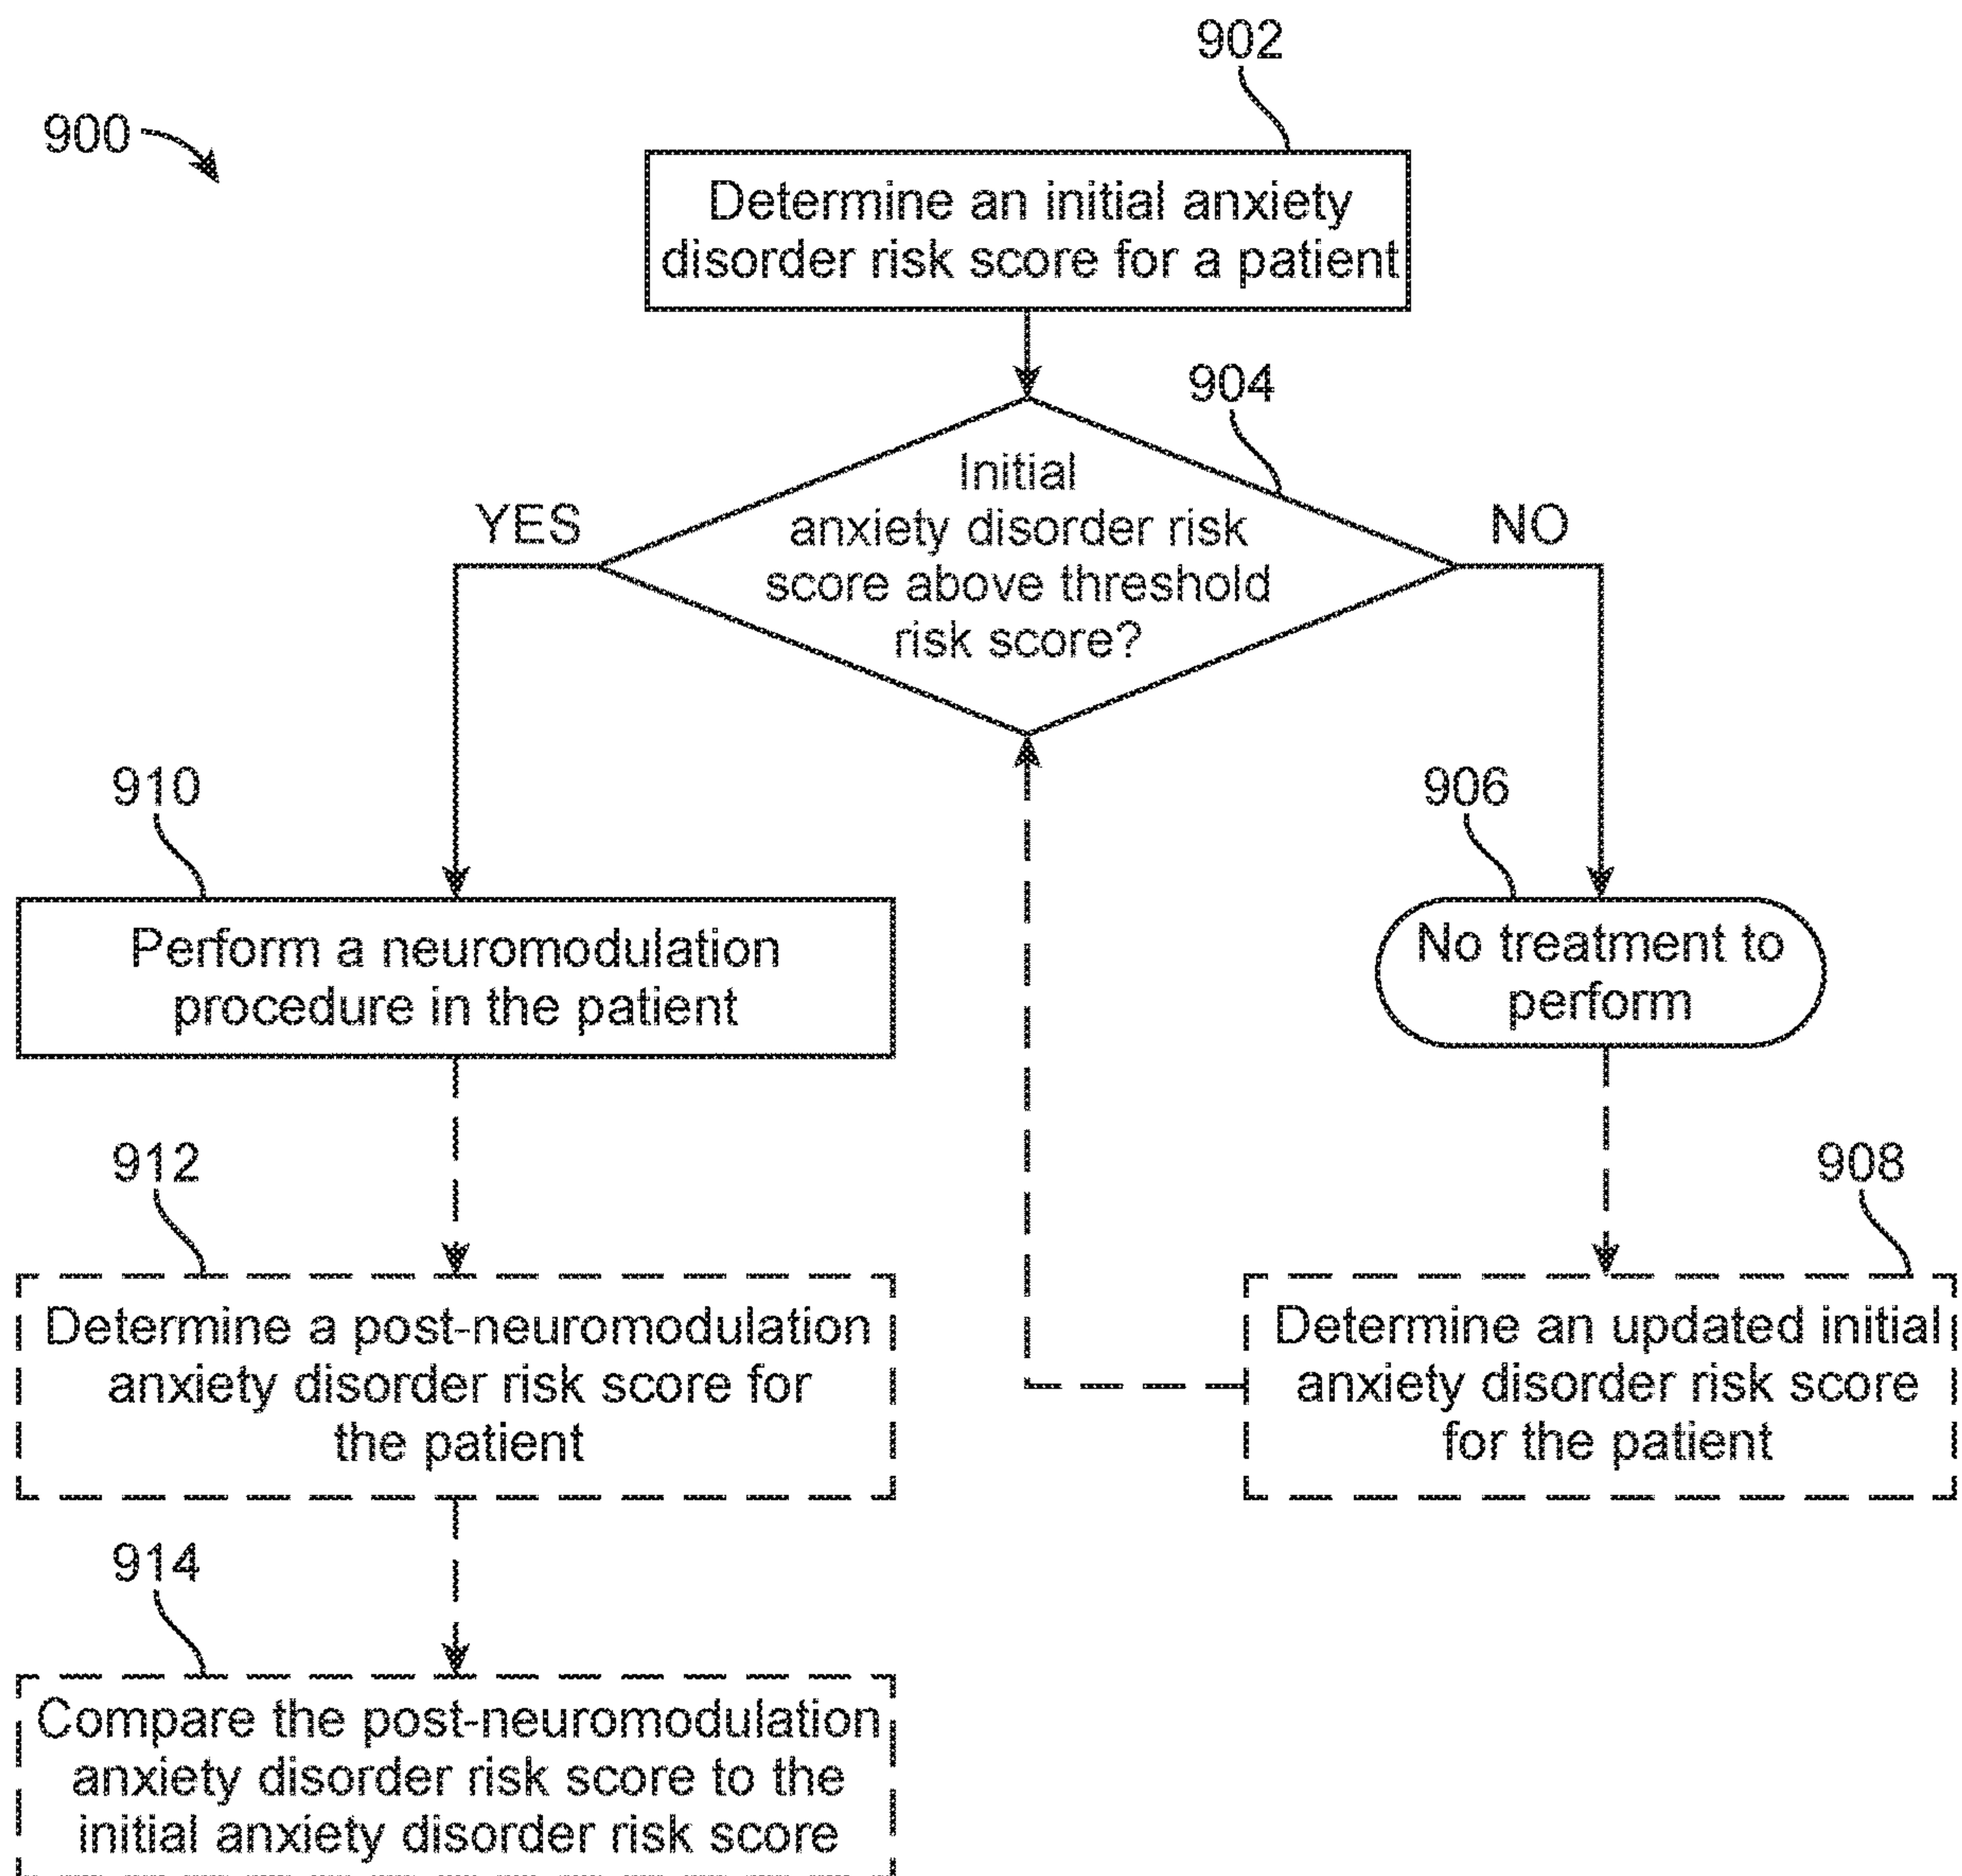 902
900
Determine an initial anxiety
disorder risk score for a patient
904
Initial
anxiety disorder risk
score above threshold
risk score?
YES
NO
910
906
Perform a neuromodulation
procedure in the patient
No treatment to
perform
912
908
Determine a post-neuromodulation
anxiety disorder risk score for
the patient
Determine an updated initial
anxiety disorder risk score
for the patient
914
Compare the post-neuromodulation
anxiety disorder risk score to the
initial anxiety disorder risk score